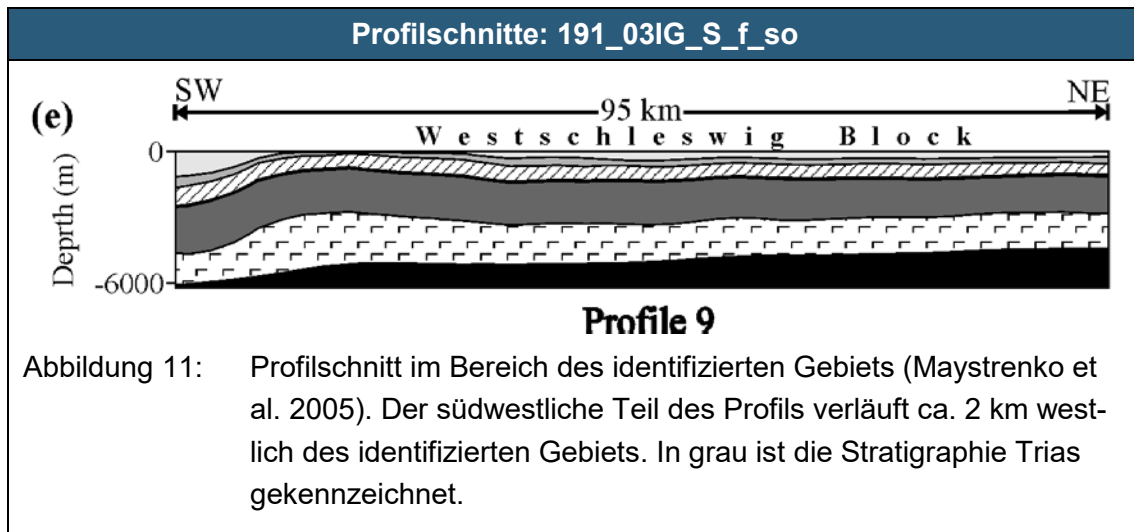 Profilschnitte: 191_03IG_S_f_so
(e)
SW
95 km
NE
Westschleswig Block
0
Deprth (m)
-6000
Profile 9
Abbildung 11: Profilschnitt im Bereich des identifizierten Gebiets (Maystrenko et
al. 2005). Der südwestliche Teil des Profils verläuft ca. 2 km west-
lich des identifizierten Gebiets. In grau ist die Stratigraphie Trias
gekennzeichnet.